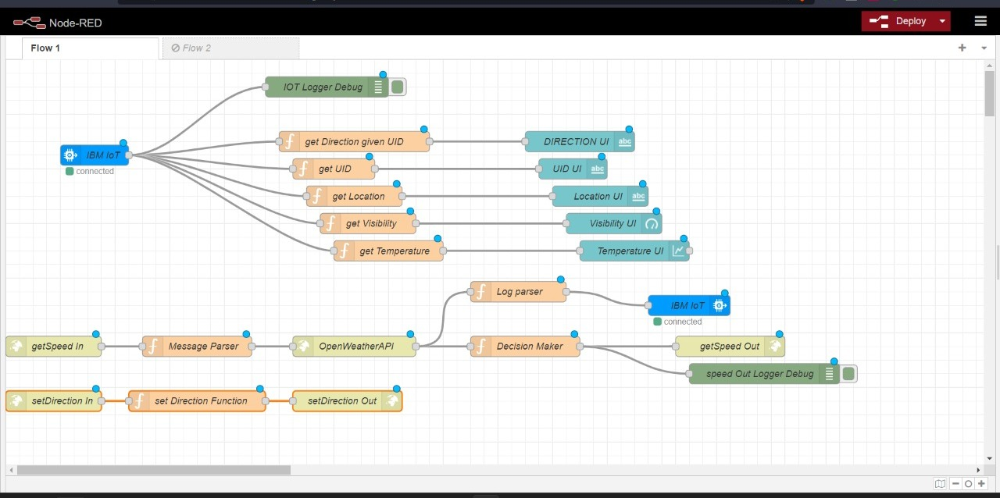 Node-RED
Deploy
Flow 1
Flow 2
IOT Logger Debug
get Direction given UID
DIRECTION UI
abc
IBM IoT
connected
get UID
UID UI
abc
get Location
Location UI
abc
get Visibility
Visibility UI
get Temperature
Temperature UI
Log parser
IBM IoT
connected
getSpeed In
Message Parser
OpenWeatherAPI
Decision Maker
getSpeed Out
speed Out Logger Debug
setDirection In
set Direction Function
setDirection Out